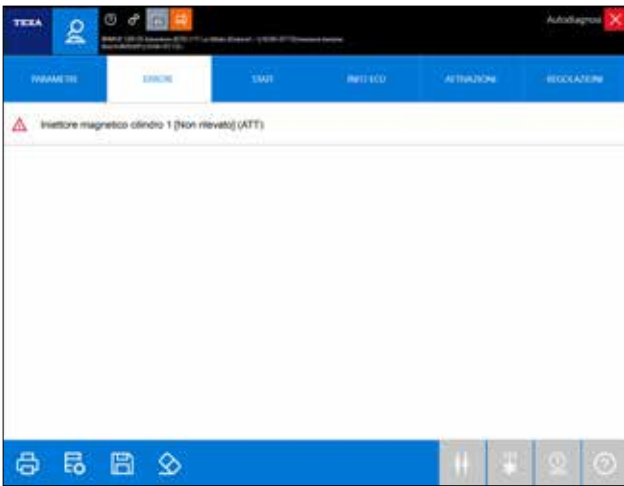 TEXA
Autodiagnosi
PARAMETRI
ERRORI
STATI
INFO ECU
ATTIVAZIONI
REGOLAZIONI
Iniettore magnetico cilindro 1 [Non rilevato] (ATT)